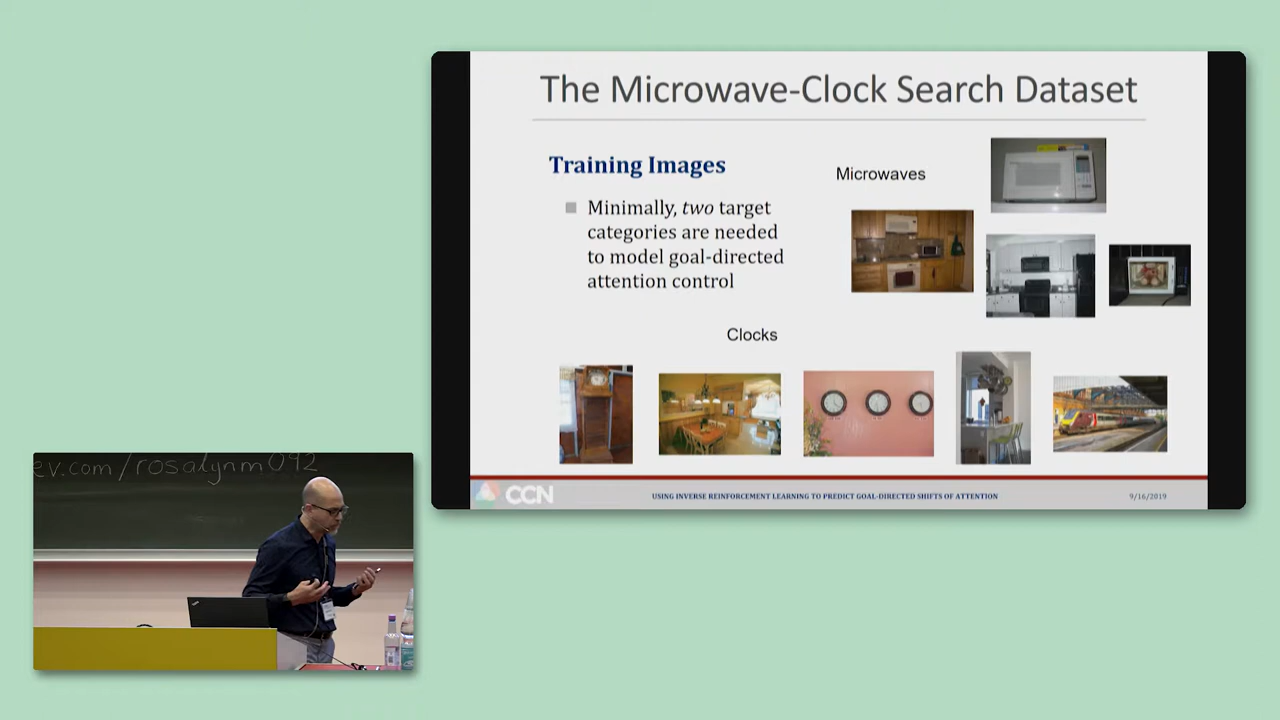 The Microwave-Clock Search Dataset
Training Images
Minimally, two target
categories are needed
to model goal-directed
attention control
Microwaves
Clocks
CCN
USING INVERSE REINFORCEMENT LEARNING TO PREDICT GOAL-DIRECTED SHIFTS OF ATTENTION
9/16/2019
ev.com/rosalynm092